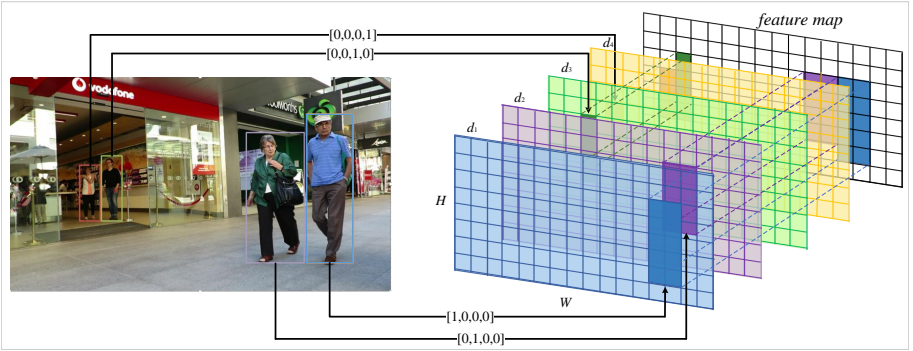 [0,0,0,1]
[0,0,1,0]
feature map
d4
d3
d2
d1
vodafone
oolworths
H
W
[1,0,0,0]
[0,1,0,0]